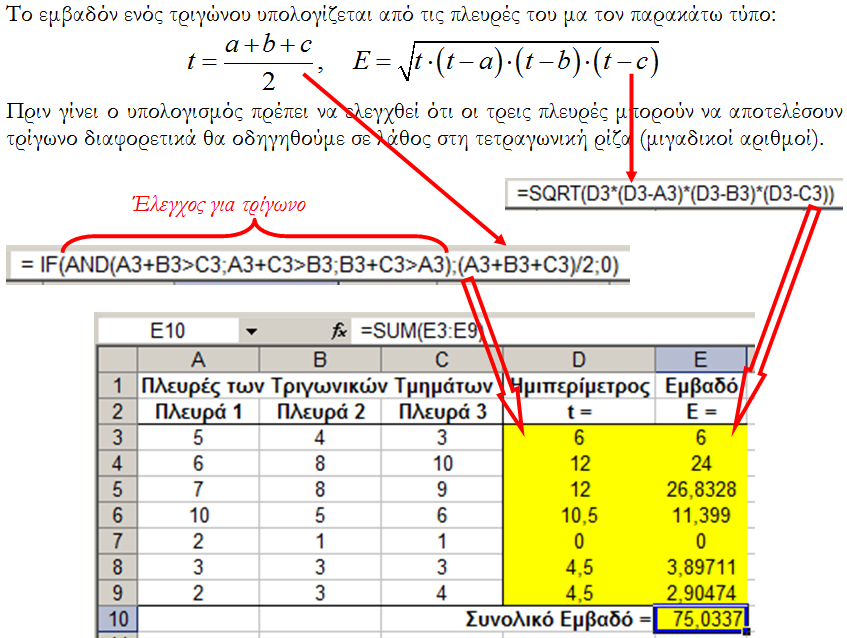 Το εμβαδόν ενός τριγώνου υπολογίζεται από τις πλευρές του μα τον παρακάτω τύπο:
t = (a+b+c)/2, E = √(t·(t−a)·(t−b)·(t−c))
Πριν γίνει ο υπολογισμός πρέπει να ελεγχθεί ότι οι τρεις πλευρές μπορούν να αποτελέσουν
τρίγωνο διαφορετικά θα οδηγηθούμε σε λάθος στη τετραγωνική ρίζα (μιγαδικοί αριθμοί).
=SQRT(D3*(D3-A3)*(D3-B3)*(D3-C3))
Έλεγχος για τρίγωνο
= IF(AND(A3+B3>C3;A3+C3>B3;B3+C3>A3);(A3+B3+C3)/2;0)
E10 fx =SUM(E3:E9)
A B C D E
1 Πλευρές των Τριγωνικών Τμημάτων Ημιπερίμετρος Εμβαδό
2 Πλευρά 1 Πλευρά 2 Πλευρά 3 t = E =
3 5 4 3 6 6
4 6 8 10 12 24
5 7 8 9 12 26,8328
6 10 5 6 10,5 11,399
7 2 1 1 0 0
8 3 3 3 4,5 3,89711
9 2 3 4 4,5 2,90474
10 Συνολικό Εμβαδό = 75,0337